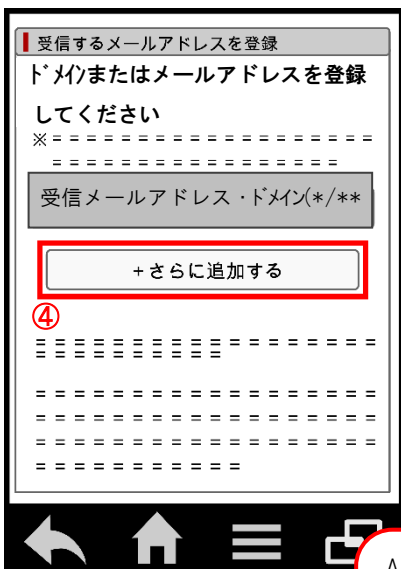 受信するメールアドレスを登録
ﾄﾞﾒｲﾝまたはメールアドレスを登録
してください
※= = = = = = = = = = = = = = = = =
= = = = = = = = = = = = = = =
受信メールアドレス・ﾄﾞﾒｲﾝ(*/**
+さらに追加する
④
= = = = = = = = = = = = = = = = = =
= = = = = = = = = =
= = = = = = = = = = = = = = = = = =
= = = = = = = = = = = = = = = = = =
= = = = = = = = = = = = = = = = = =
= = = = = = = = = = =